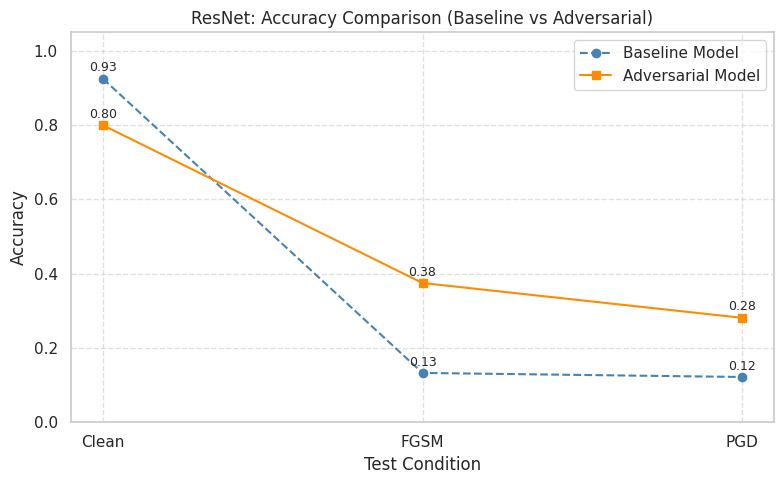 ResNet: Accuracy Comparison (Baseline vs Adversarial)
Baseline Model
Adversarial Model
Accuracy
1.0
0.8
0.6
0.4
0.2
0.0
0.93
0.80
0.38
0.13
0.28
0.12
Clean FGSM PGD
Test Condition